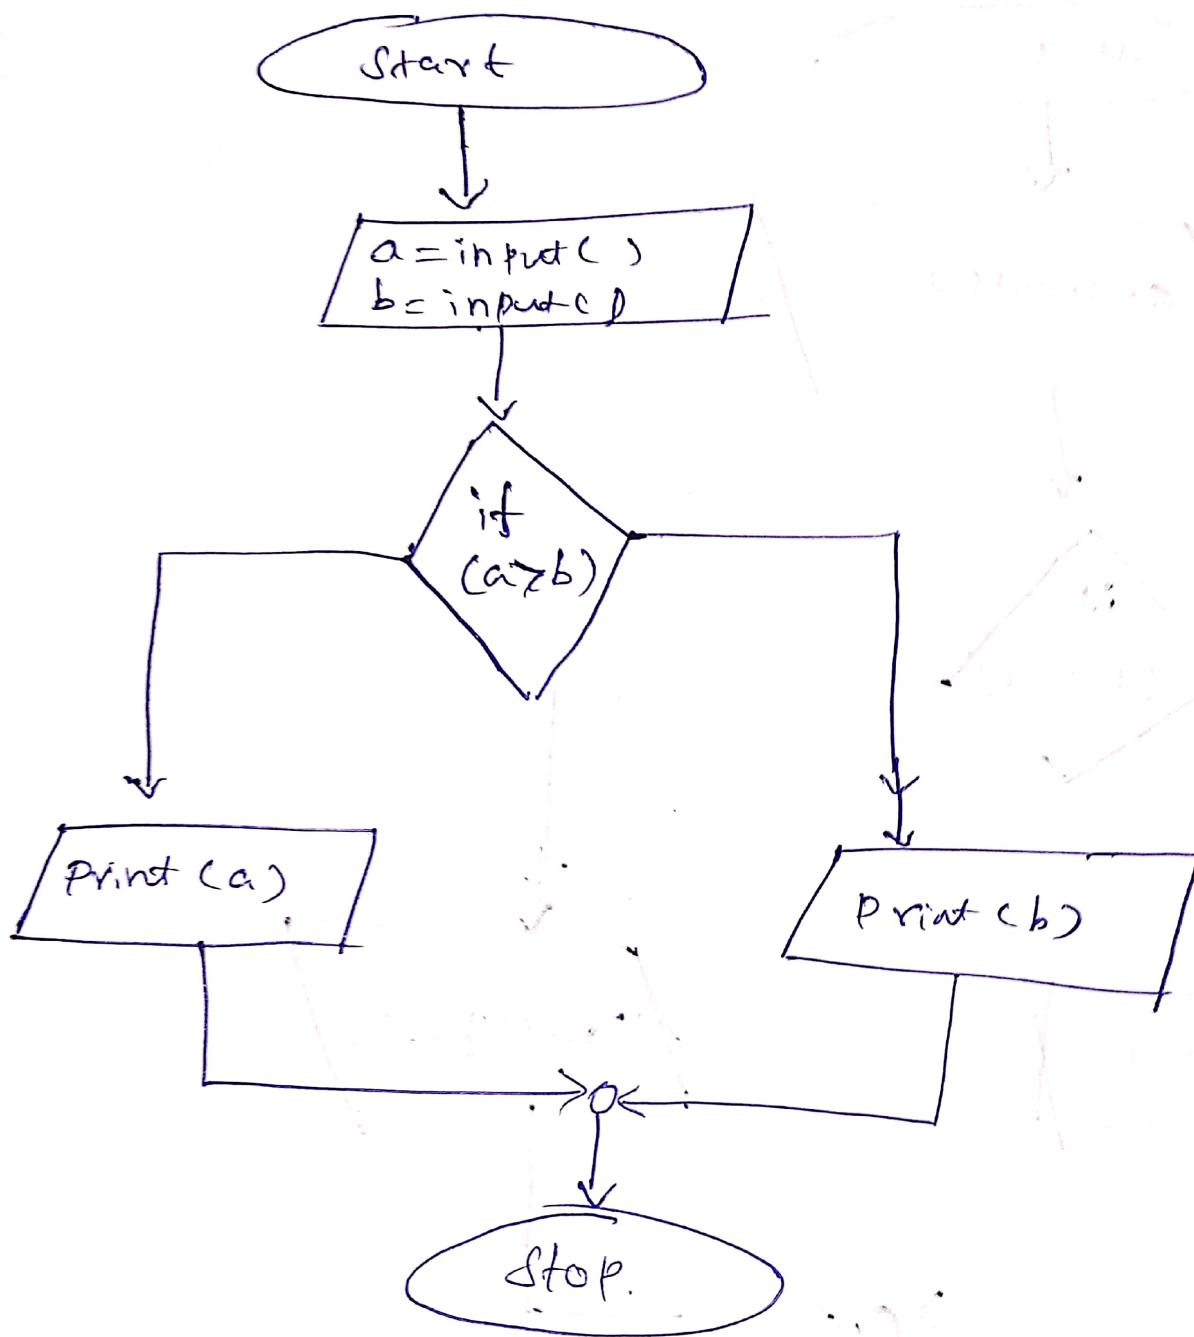 Start
a = input( )
b = input( )
if
(a>b)
Print (a)
Print (b)
Stop.